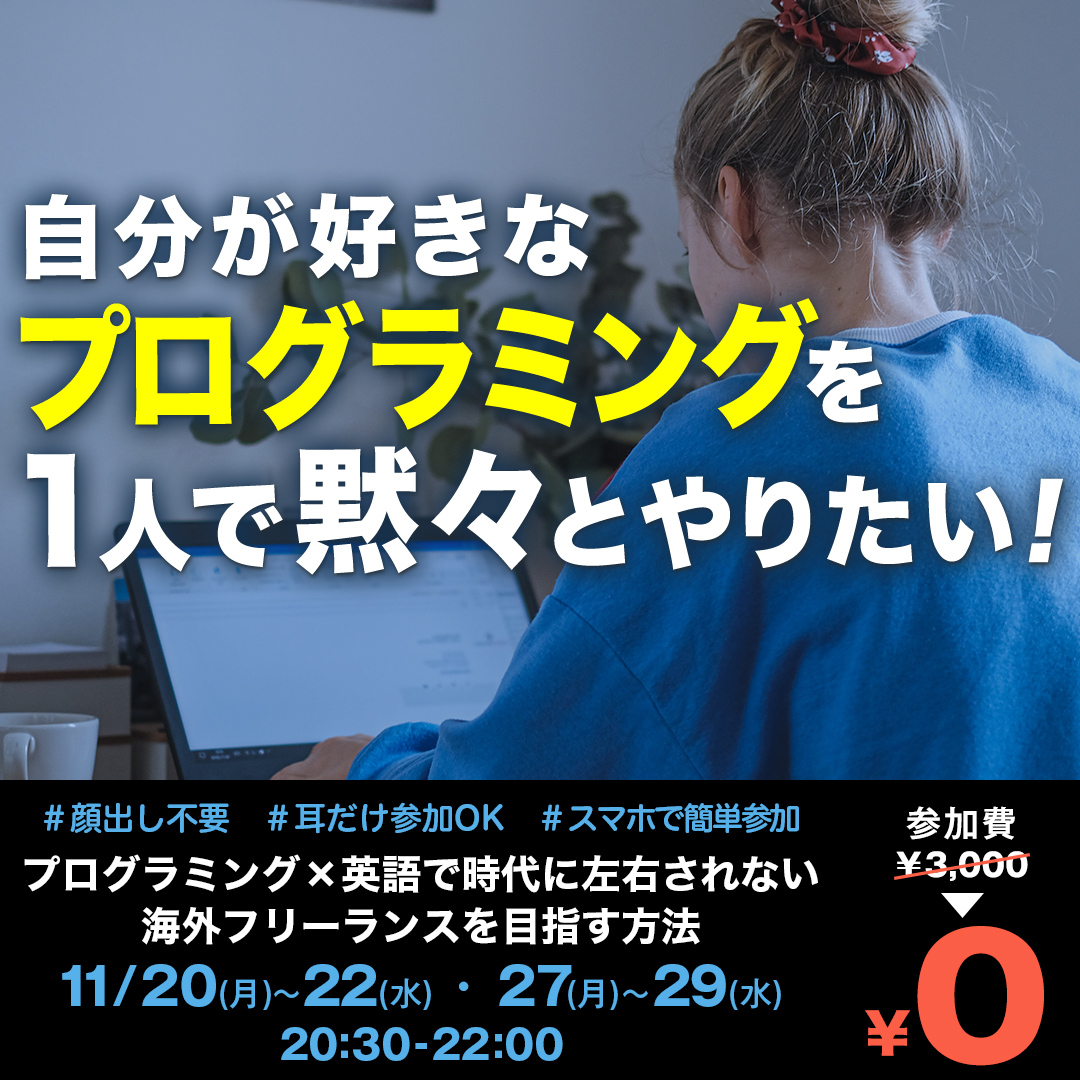 自分が好きな
プログラミングを
1人で黙々とやりたい!
#顔出し不要 #耳だけ参加OK #スマホで簡単参加
プログラミング×英語で時代に左右されない
海外フリーランスを目指す方法
11/20(月)~22(水)・27(月)~29(水)
20:30-22:00
参加費
¥3,000
¥0